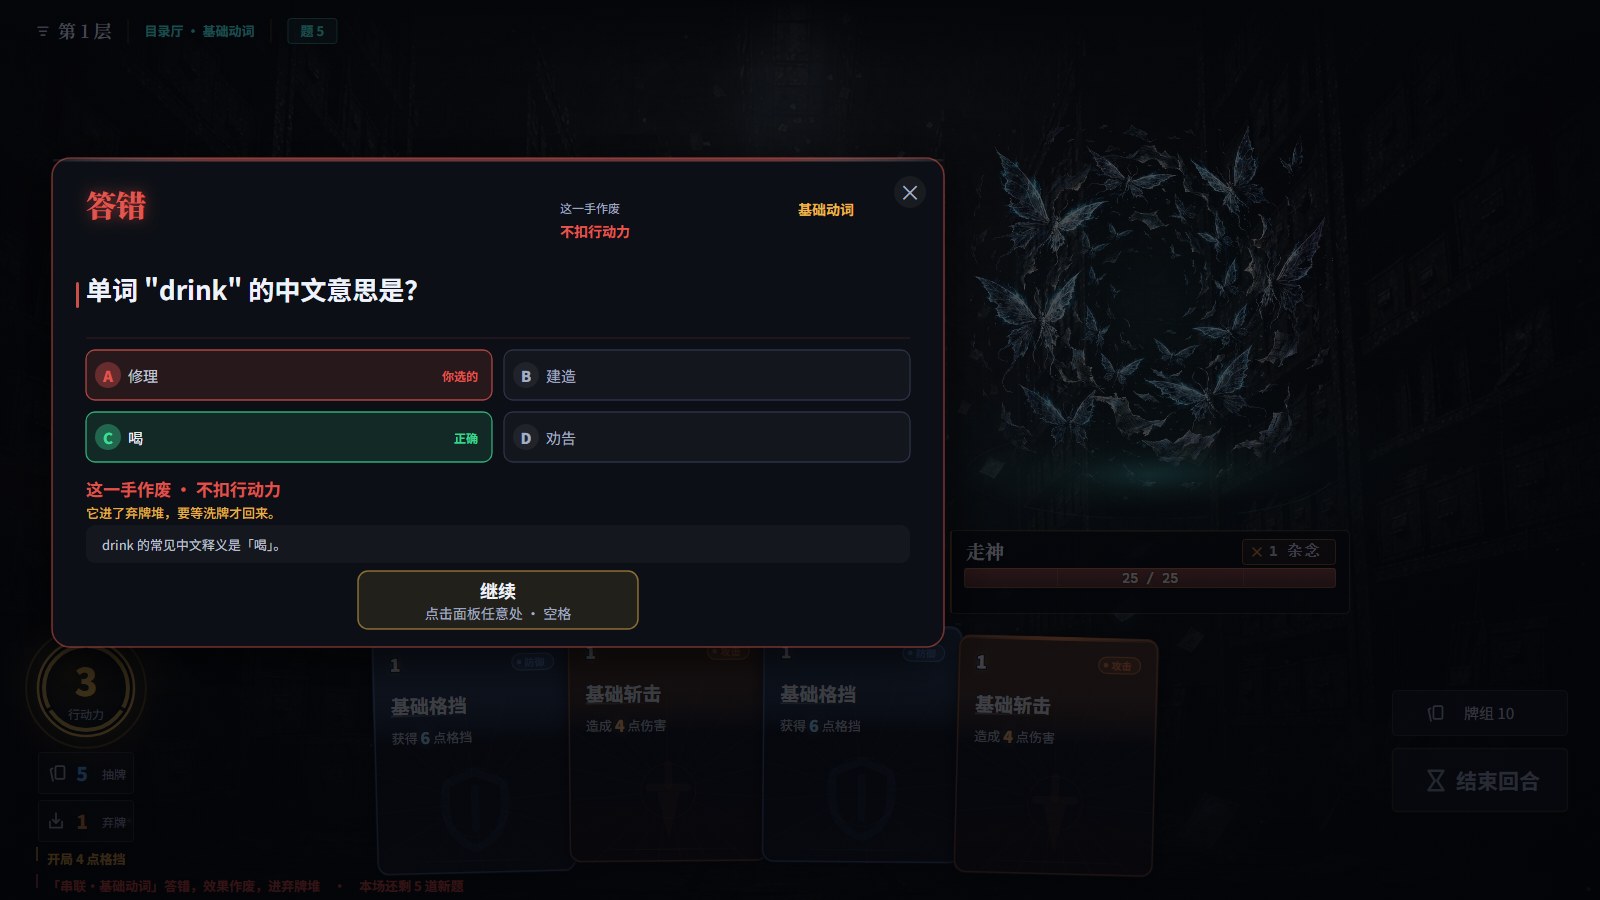 第 1 层
目录厅 · 基础动词
题 5
答错
这一手作废
不扣行动力
基础动词
单词 "drink" 的中文意思是?
A 修理 你选的
B 建造
C 喝 正确
D 劝告
这一手作废 · 不扣行动力
它进了弃牌堆，要等洗牌才回来。
drink 的常见中文释义是「喝」。
继续
点击面板任意处 · 空格
走神
1 杂念
25 / 25
3
行动力
5 抽牌
1 弃牌
开局 4 点格挡
「串联·基础动词」答错，效果作废，进弃牌堆 · 本场还剩 5 道新题
1 防御
基础格挡
获得 6 点格挡
1 攻击
基础斩击
造成 4 点伤害
1 防御
基础格挡
获得 6 点格挡
1 攻击
基础斩击
造成 4 点伤害
牌组 10
结束回合